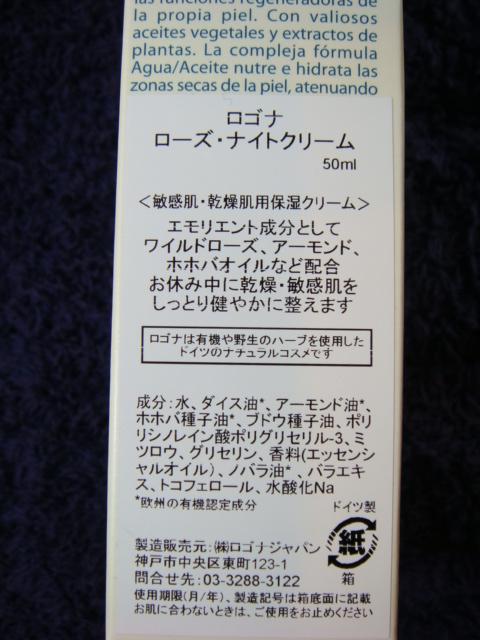 las funciones regeneradoras de
la propia piel. Con valiosos
aceites vegetales y extractos de
plantas. La compleja fórmula
Agua/Aceite nutre e hidrata las
zonas secas de la piel, atenuando
ロゴナ
ローズ・ナイトクリーム
50ml
＜敏感肌・乾燥肌用保湿クリーム＞
エモリエント成分として
ワイルドローズ、アーモンド、
ホホバオイルなど配合
お休み中に乾燥・敏感肌を
しっとり健やかに整えます
ロゴナは有機や野生のハーブを使用した
ドイツのナチュラルコスメです
成分：水、ダイズ油*、アーモンド油*、
ホホバ種子油*、ブドウ種子油、ポリ
リシノレイン酸ポリグリセリル-3、ミ
ツロウ、グリセリン、香料(エッセンシ
ャルオイル)、ノバラ油*、バラエキ
ス、トコフェロール、水酸化Na
*欧州の有機認定成分
ドイツ製
紙
箱
製造販売元：㈱ロゴナジャパン
神戸市中央区東町123-1
問合せ先：03-3288-3122
使用期限(月/年)、製造記号は箱底面に記載
お肌に合わないときは、ご使用をお止めください